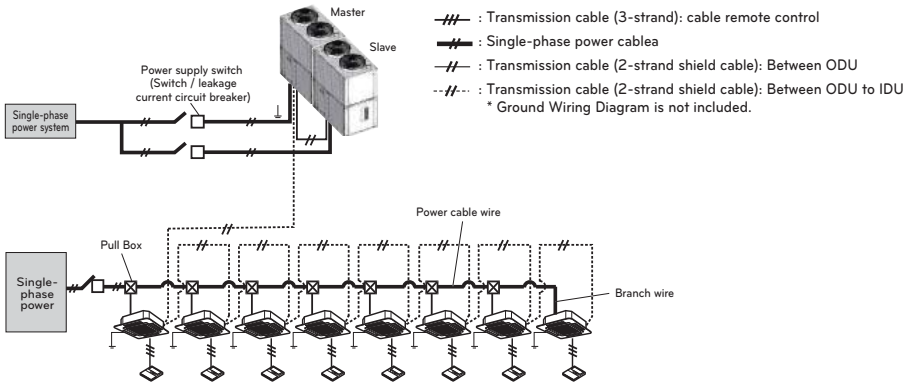 Master
Slave
Power supply switch
(Switch / leakage
current circuit breaker)
Single-phase
power system
: Transmission cable (3-strand): cable remote control
: Single-phase power cablea
: Transmission cable (2-strand shield cable): Between ODU
: Transmission cable (2-strand shield cable): Between ODU to IDU
* Ground Wiring Diagram is not included.
Power cable wire
Pull Box
Single-
phase
power
Branch wire